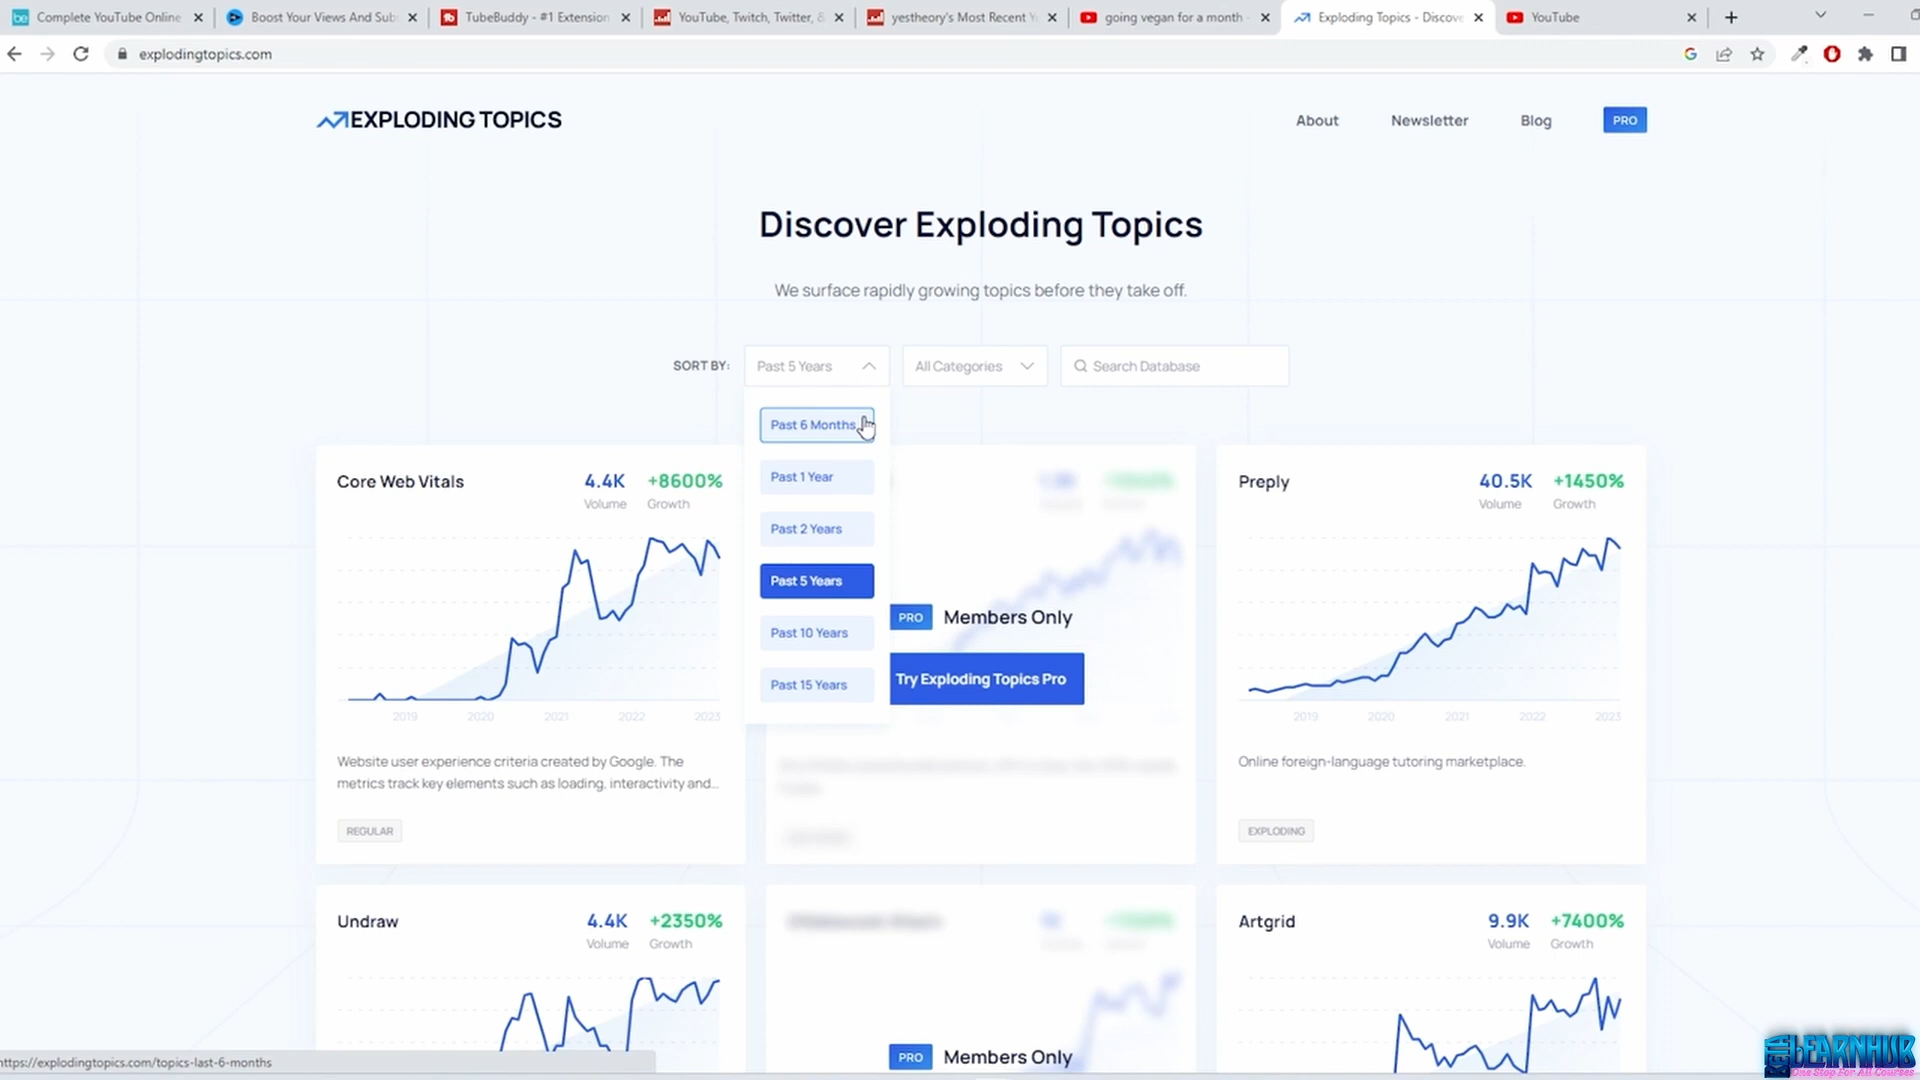 Complete YouTube Online
Boost Your Views And Sub
TubeBuddy - #1 Extension
YouTube, Twitch, Twitter, &
yestheory's Most Recent Y
going vegan for a month -
Exploding Topics - Discove
YouTube
explodingtopics.com
EXPLODING TOPICS
About
Newsletter
Blog
PRO
Discover Exploding Topics
We surface rapidly growing topics before they take off.
SORT BY:
Past 5 Years
All Categories
Search Database
Past 6 Months
Past 1 Year
Past 2 Years
Past 5 Years
Past 10 Years
Past 15 Years
Core Web Vitals
4.4K
Volume
+8600%
Growth
2019 2020 2021 2022 2023
Website user experience criteria created by Google. The
metrics track key elements such as loading, interactivity and...
REGULAR
PRO Members Only
Try Exploding Topics Pro
Preply
40.5K
Volume
+1450%
Growth
2019 2020 2021 2022 2023
Online foreign-language tutoring marketplace.
EXPLODING
Undraw
4.4K
Volume
+2350%
Growth
PRO Members Only
Artgrid
9.9K
Volume
+7400%
Growth
https://explodingtopics.com/topics-last-6-months
LEARNHUB
One Stop For All Courses